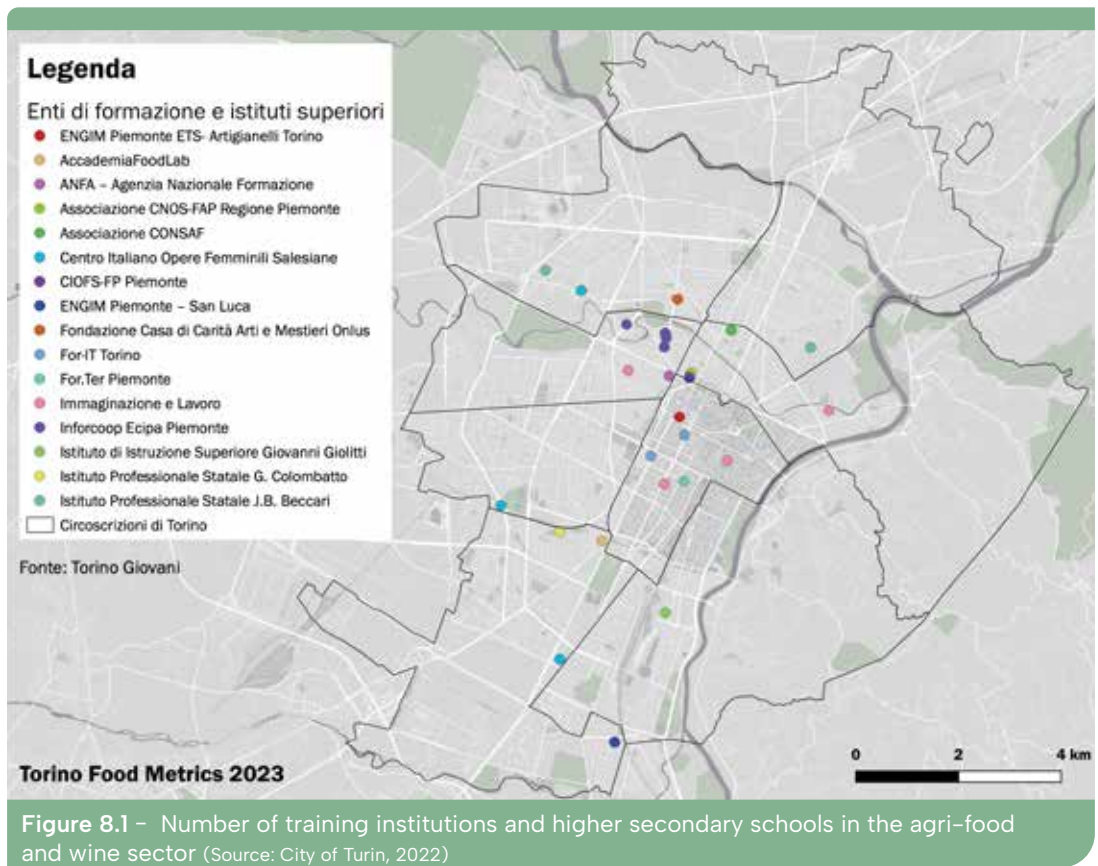 Legenda
Enti di formazione e istituti superiori
ENGIM Piemonte ETS- Artigianelli Torino
AccademiaFoodLab
ANFA – Agenzia Nazionale Formazione
Associazione CNOS-FAP Regione Piemonte
Associazione CONSAF
Centro Italiano Opere Femminili Salesiane
CIOFS-FP Piemonte
ENGIM Piemonte – San Luca
Fondazione Casa di Carità Arti e Mestieri Onlus
For-IT Torino
For.Ter Piemonte
Immaginazione e Lavoro
Inforcoop Ecipa Piemonte
Istituto di Istruzione Superiore Giovanni Giolitti
Istituto Professionale Statale G. Colombatto
Istituto Professionale Statale J.B. Beccari
Circoscrizioni di Torino
Fonte: Torino Giovani
Torino Food Metrics 2023
0 2 4 km
Figure 8.1 – Number of training institutions and higher secondary schools in the agri-food
and wine sector (Source: City of Turin, 2022)